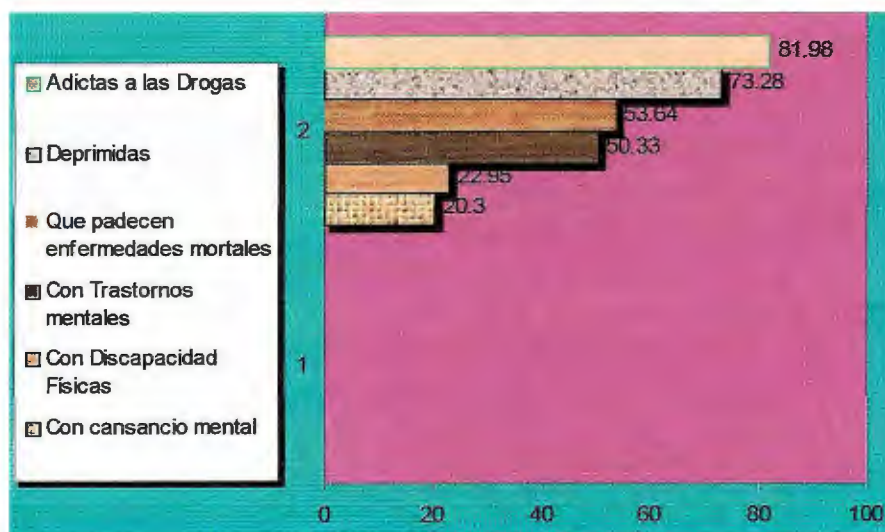 Adictas a las Drogas
Deprimidas
Que padecen
enfermedades mortales
Con Trastornos
mentales
Con Discapacidad
Físicas
Con cansancio mental
2
1
81.98
73.28
53.64
50.33
22.95
20.3
0 20 40 60 80 100